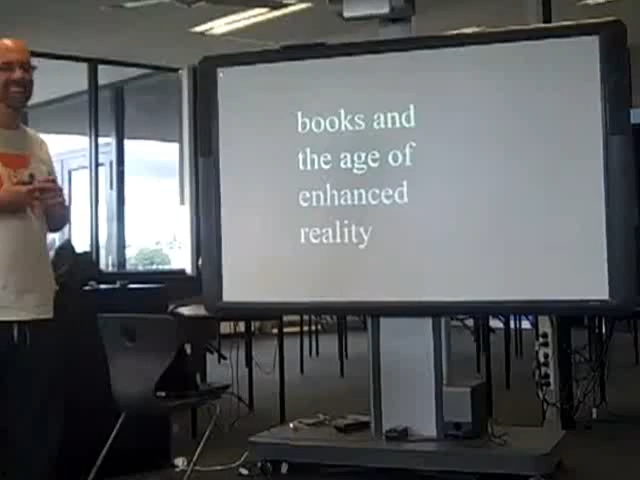 books and
the age of
enhanced
reality